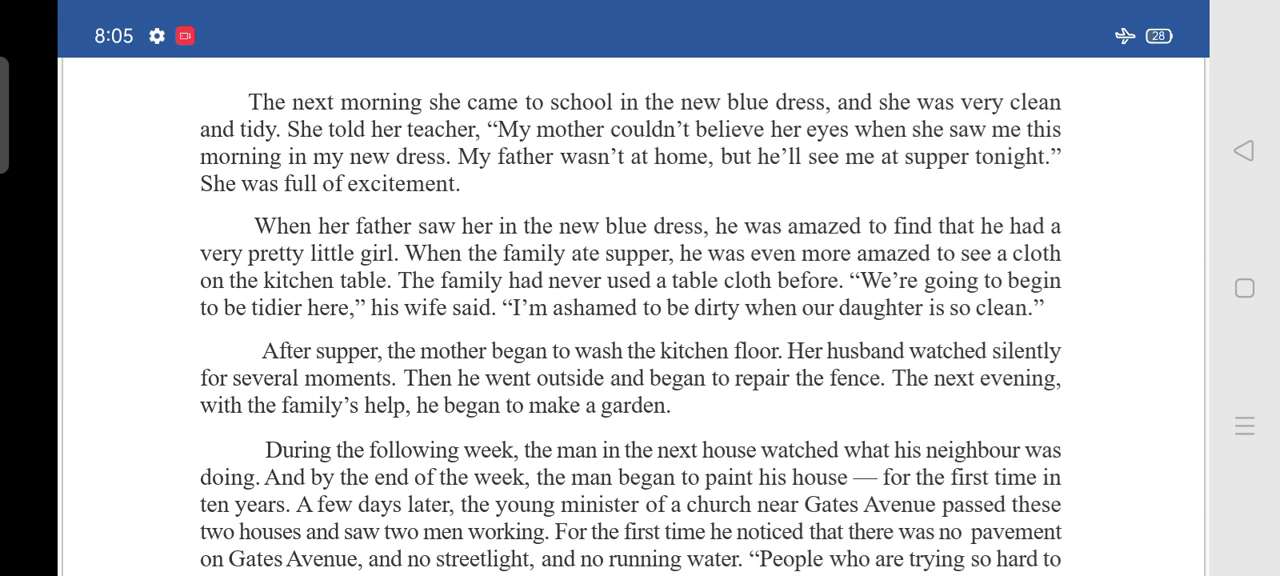 8:05
28
The next morning she came to school in the new blue dress, and she was very clean
and tidy. She told her teacher, “My mother couldn’t believe her eyes when she saw me this
morning in my new dress. My father wasn’t at home, but he’ll see me at supper tonight.”
She was full of excitement.
When her father saw her in the new blue dress, he was amazed to find that he had a
very pretty little girl. When the family ate supper, he was even more amazed to see a cloth
on the kitchen table. The family had never used a table cloth before. “We’re going to begin
to be tidier here,” his wife said. “I’m ashamed to be dirty when our daughter is so clean.”
After supper, the mother began to wash the kitchen floor. Her husband watched silently
for several moments. Then he went outside and began to repair the fence. The next evening,
with the family’s help, he began to make a garden.
During the following week, the man in the next house watched what his neighbour was
doing. And by the end of the week, the man began to paint his house — for the first time in
ten years. A few days later, the young minister of a church near Gates Avenue passed these
two houses and saw two men working. For the first time he noticed that there was no pavement
on Gates Avenue, and no streetlight, and no running water. “People who are trying so hard to